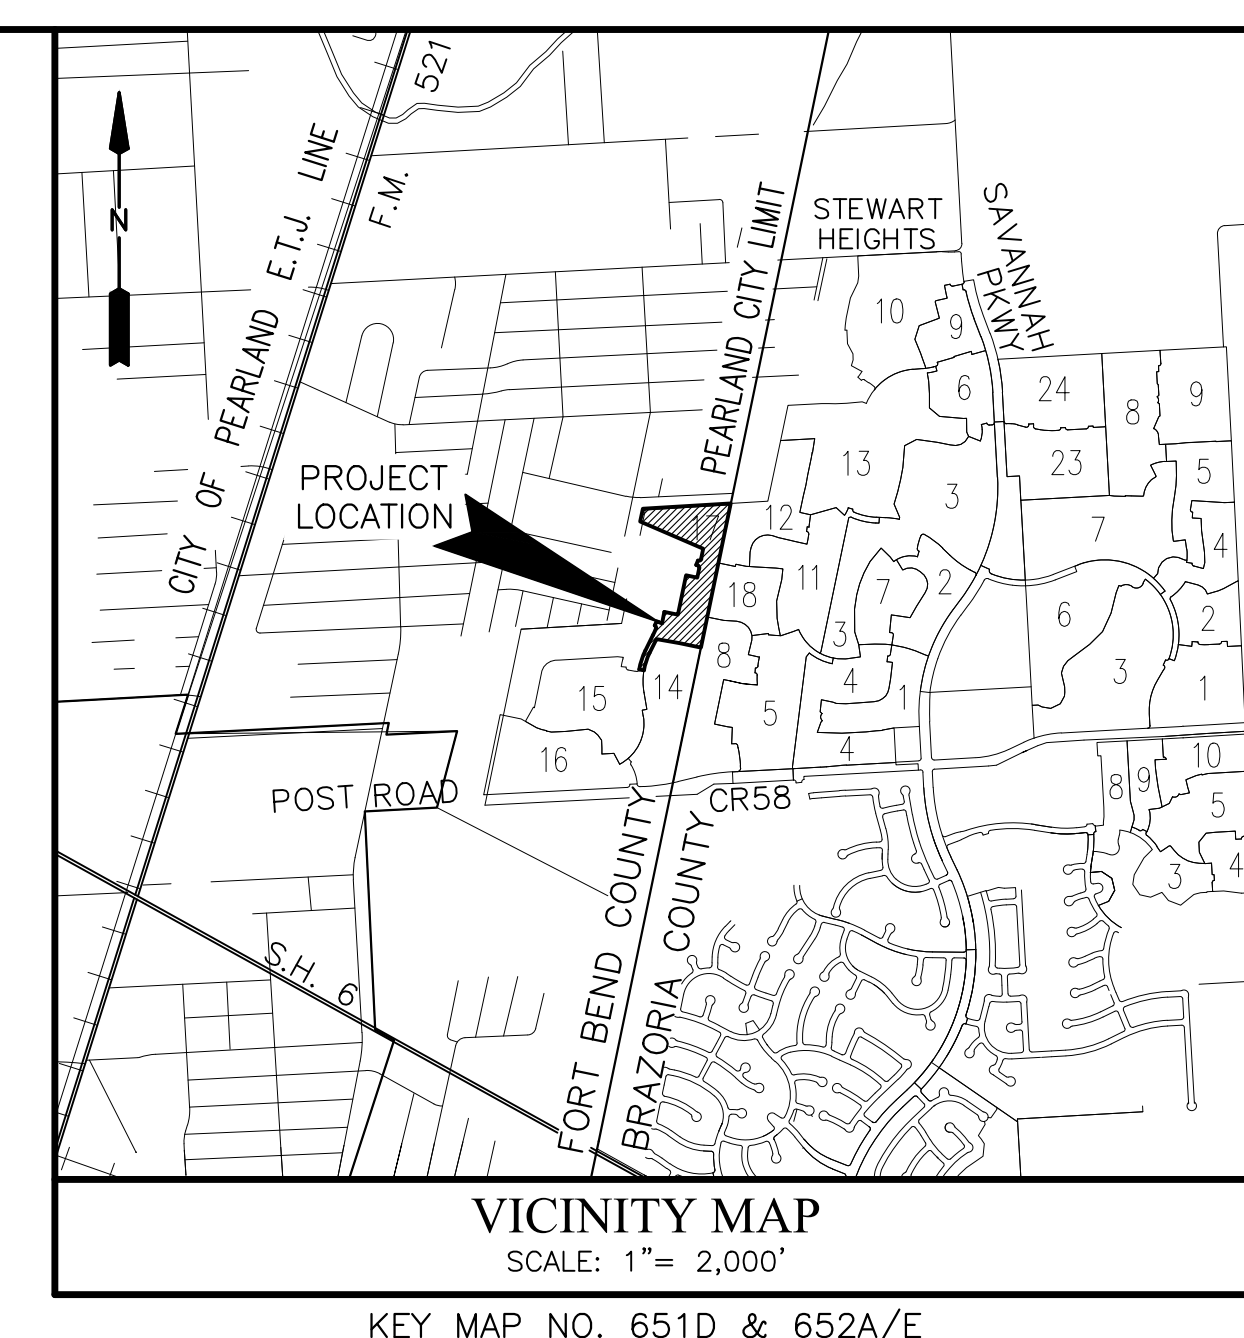 521
F.M.
CITY OF PEARLAND E.T.J. LINE
N
PEARLAND CITY LIMIT
STEWART
HEIGHTS
SAVANNAH
PKWY
10
9
6
24
8
9
13
23
5
3
PROJECT
LOCATION
17
12
7
4
11
18
7
2
6
2
3
8
4
3
1
15
14
5
1
16
4
10
8
9
5
POST ROAD
CR58
3
4
S.H. 6
FORT BEND COUNTY
BRAZORIA COUNTY
VICINITY MAP
SCALE: 1"= 2,000'
KEY MAP NO. 651D & 652A/E